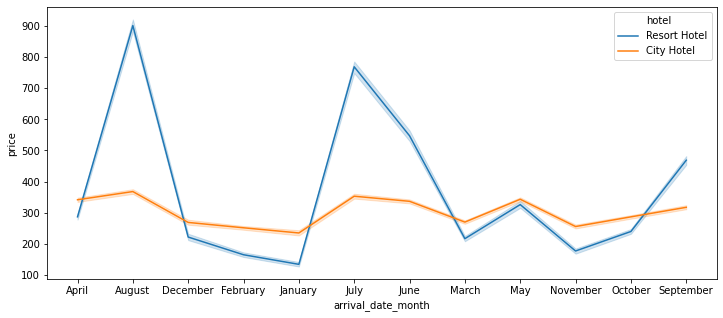 hotel
Resort Hotel
City Hotel
price
900
800
700
600
500
400
300
200
100
April August December February January July June March May November October September
arrival_date_month